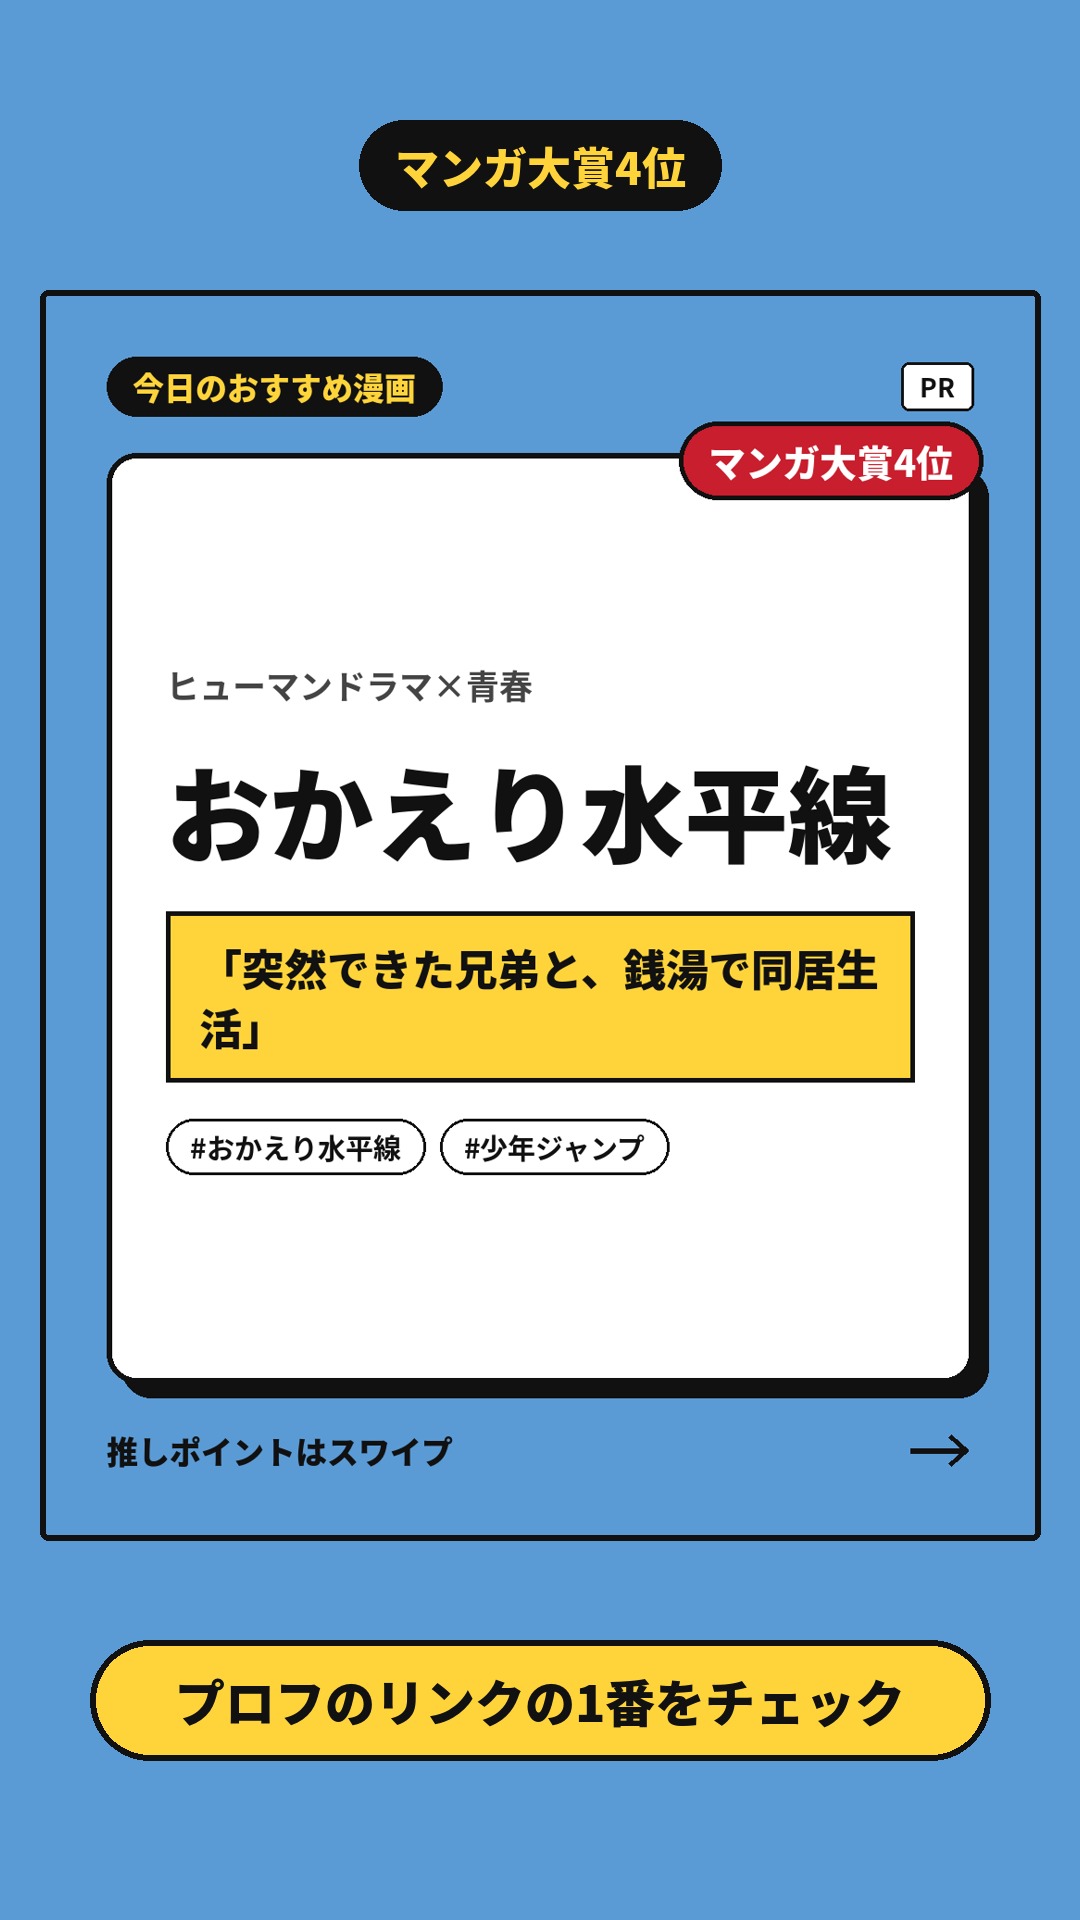 マンガ大賞4位
今日のおすすめ漫画
PR
マンガ大賞4位
ヒューマンドラマ×青春
おかえり水平線
「突然できた兄弟と、銭湯で同居生
活」
#おかえり水平線 #少年ジャンプ
推しポイントはスワイプ →
プロフのリンクの1番をチェック